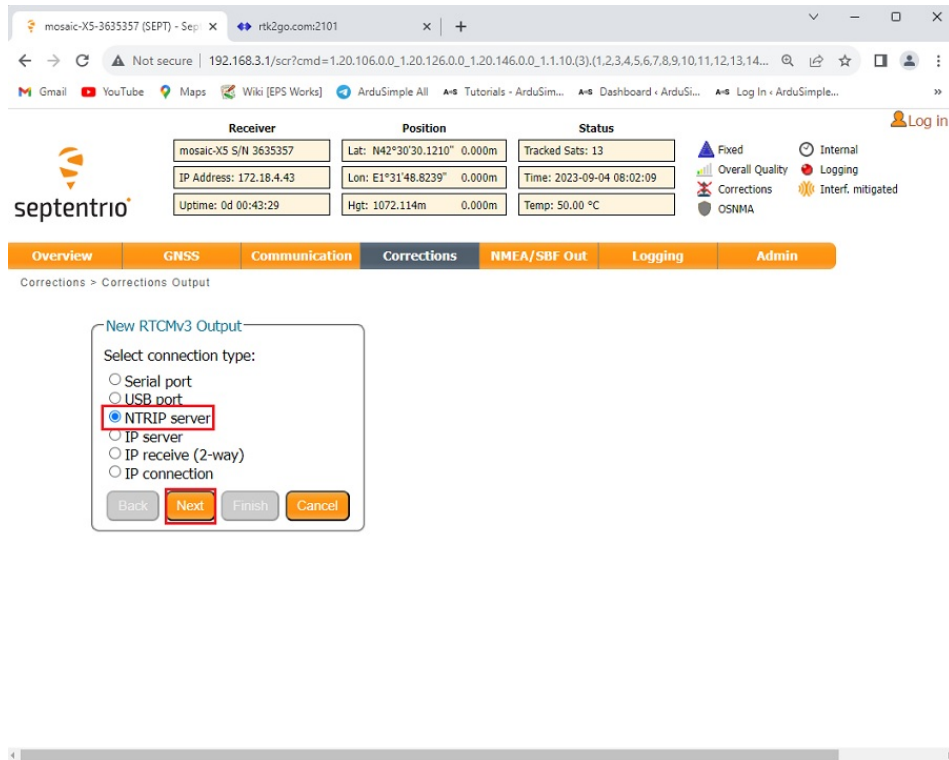 mosaic-X5-3635357 (SEPT) - Sep
rtk2go.com:2101
Not secure | 192.168.3.1/scr?cmd=1.20.106.0.0_1.20.126.0.0_1.20.146.0.0_1.1.10.(3).(1,2,3,4,5,6,7,8,9,10,11,12,13,14...
Gmail YouTube Maps Wiki [EPS Works] ArduSimple All Tutorials - ArduSim... Dashboard ‹ ArduSi... Log In ‹ ArduSimple... »
Log in
Receiver Position Status
mosaic-X5 S/N 3635357 Lat: N42°30'30.1210" 0.000m Tracked Sats: 13 Fixed Internal
IP Address: 172.18.4.43 Lon: E1°31'48.8239" 0.000m Time: 2023-09-04 08:02:09 Overall Quality Logging
Corrections Interf. mitigated
septentrio Uptime: 0d 00:43:29 Hgt: 1072.114m 0.000m Temp: 50.00 °C OSNMA
Overview GNSS Communication Corrections NMEA/SBF Out Logging Admin
Corrections > Corrections Output
New RTCMv3 Output
Select connection type:
Serial port
USB port
NTRIP server
IP server
IP receive (2-way)
IP connection
Back Next Finish Cancel